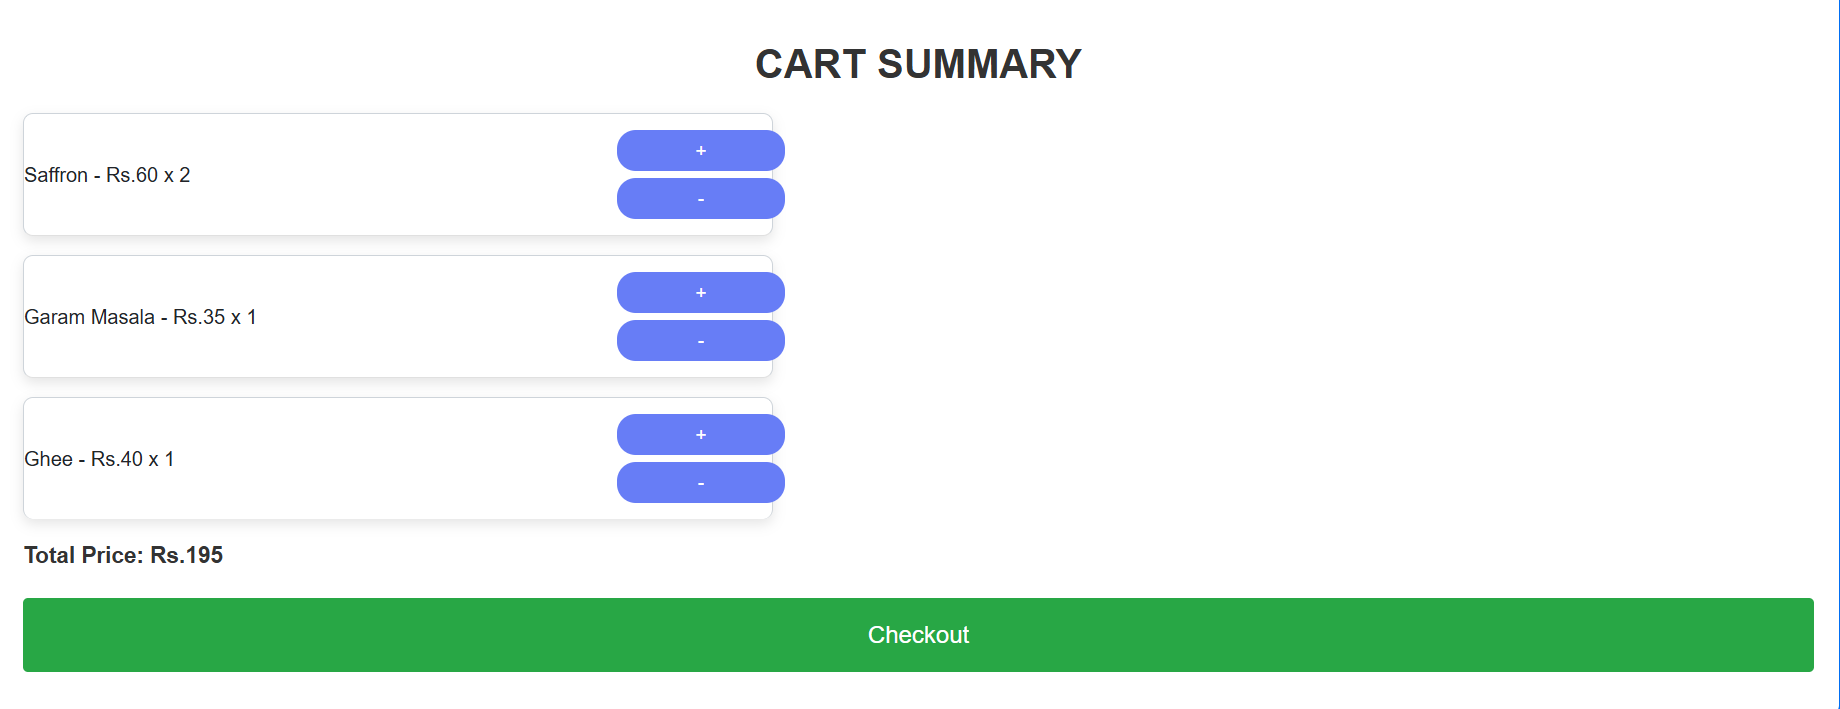 CART SUMMARY
Saffron - Rs.60 x 2
+
-
Garam Masala - Rs.35 x 1
+
-
Ghee - Rs.40 x 1
+
-
Total Price: Rs.195
Checkout